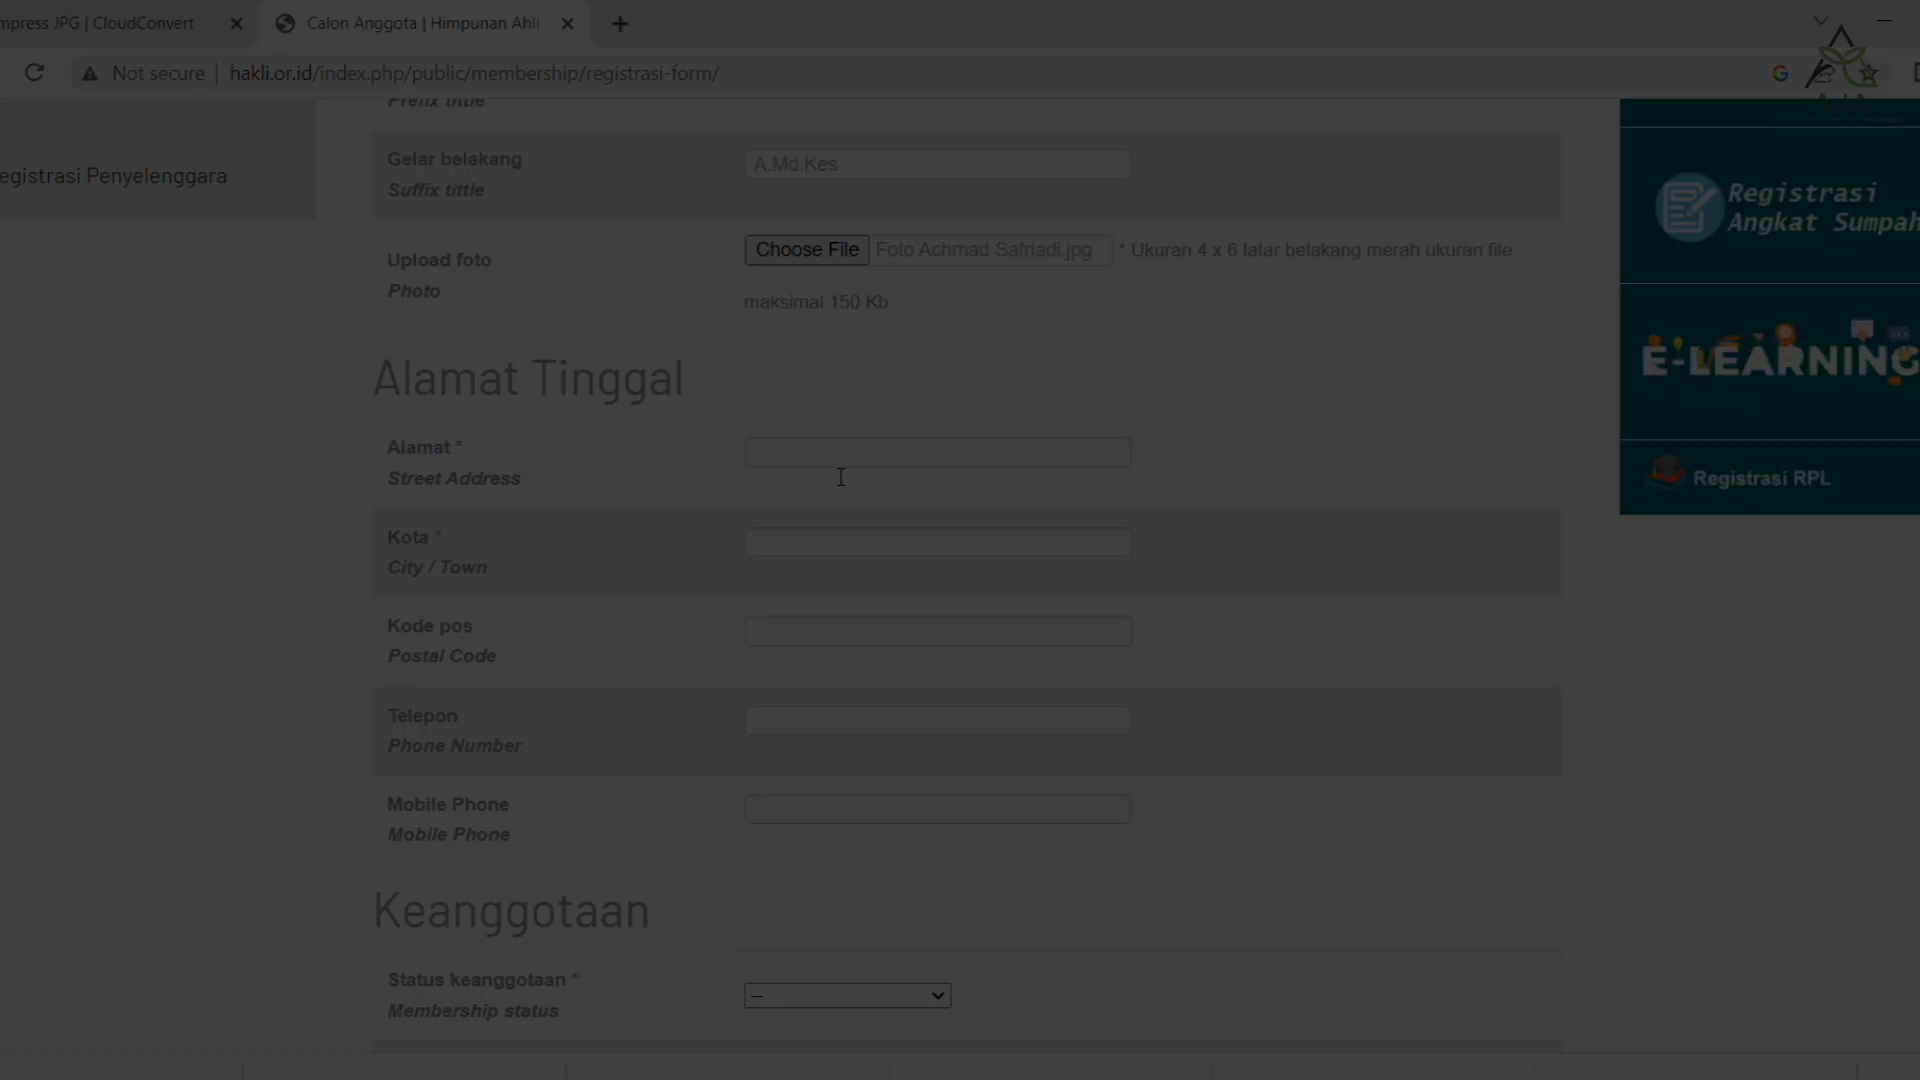 mpress JPG | CloudConvert
Calon Anggota | Himpunan Ahli
Not secure
hakli.or.id/index.php/public/membership/registrasi-form/
Prefix tittle
egistrasi Penyelenggara
Gelar belakang
A.Md.Kes
Suffix tittle
Upload foto
Choose File Foto Achmad Safriadi.jpg * Ukuran 4 x 6 latar belakang merah ukuran file
Photo
maksimal 150 Kb
Alamat Tinggal
Alamat *
Street Address
Kota *
City / Town
Kode pos
Postal Code
Telepon
Phone Number
Mobile Phone
Mobile Phone
Keanggotaan
Status keanggotaan *
--
Membership status
AJA
Registrasi
Angkat Sumpah
E-LEARNING
Registrasi RPL